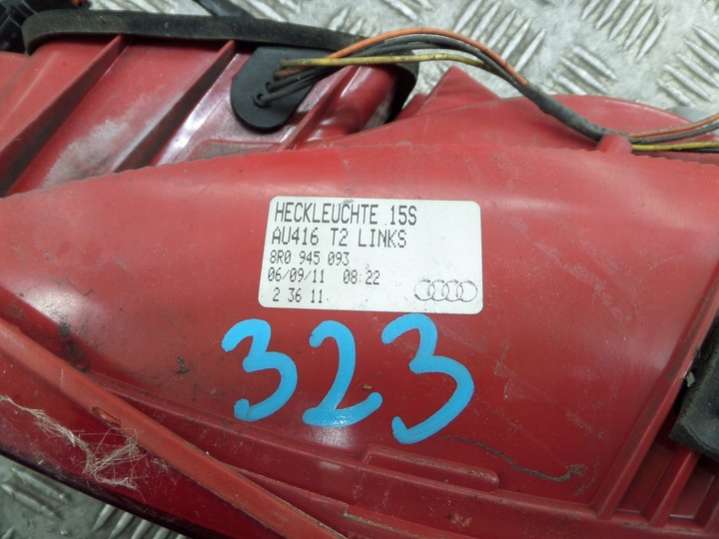 HECKLEUCHTE 15S
AU416 T2 LINKS
8R0 945 093
06/09/11 08:22
2 36 11
323